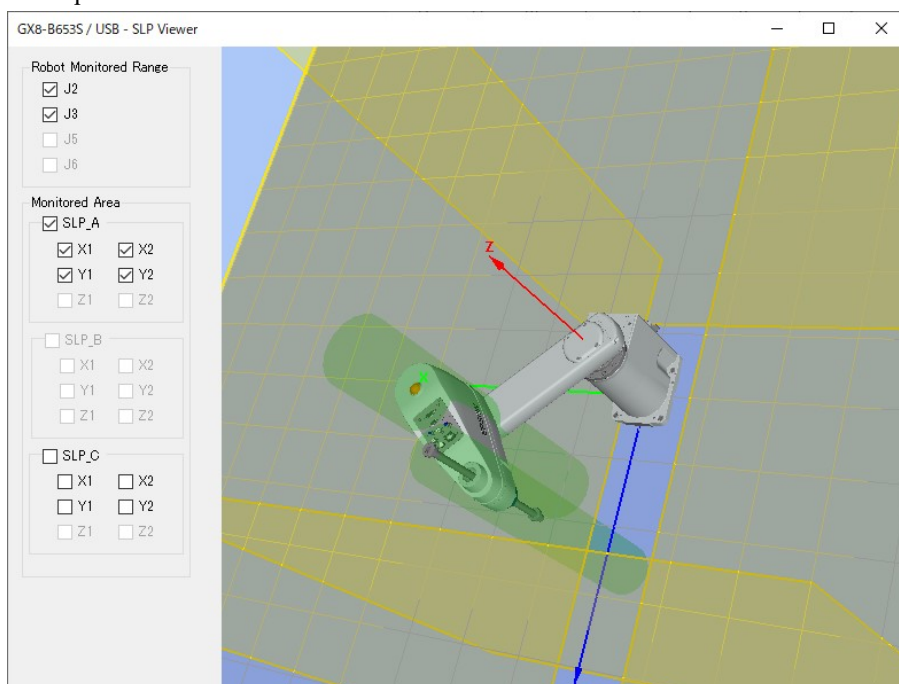 GX8-B653S / USB - SLP Viewer
Robot Monitored Range
J2
J3
J5
J6
Monitored Area
SLP_A
X1 X2
Y1 Y2
Z1 Z2
SLP_B
X1 X2
Y1 Y2
Z1 Z2
SLP_C
X1 X2
Y1 Y2
Z1 Z2
Z
X